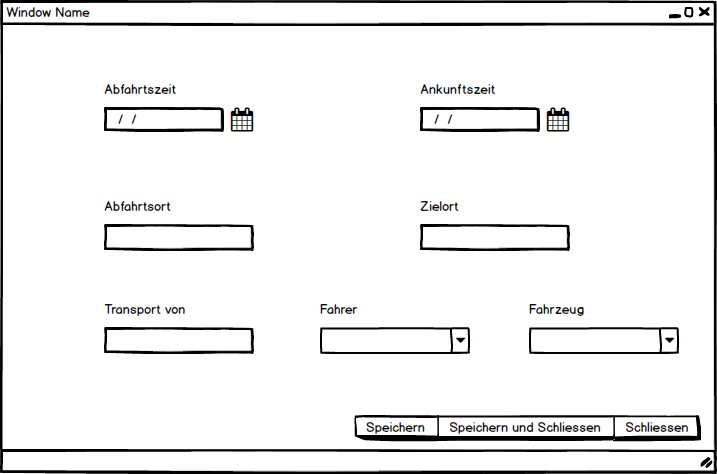 Window Name
Abfahrtszeit Ankunftszeit
/ / / /
Abfahrtsort Zielort
Transport von Fahrer Fahrzeug
Speichern Speichern und Schliessen Schliessen